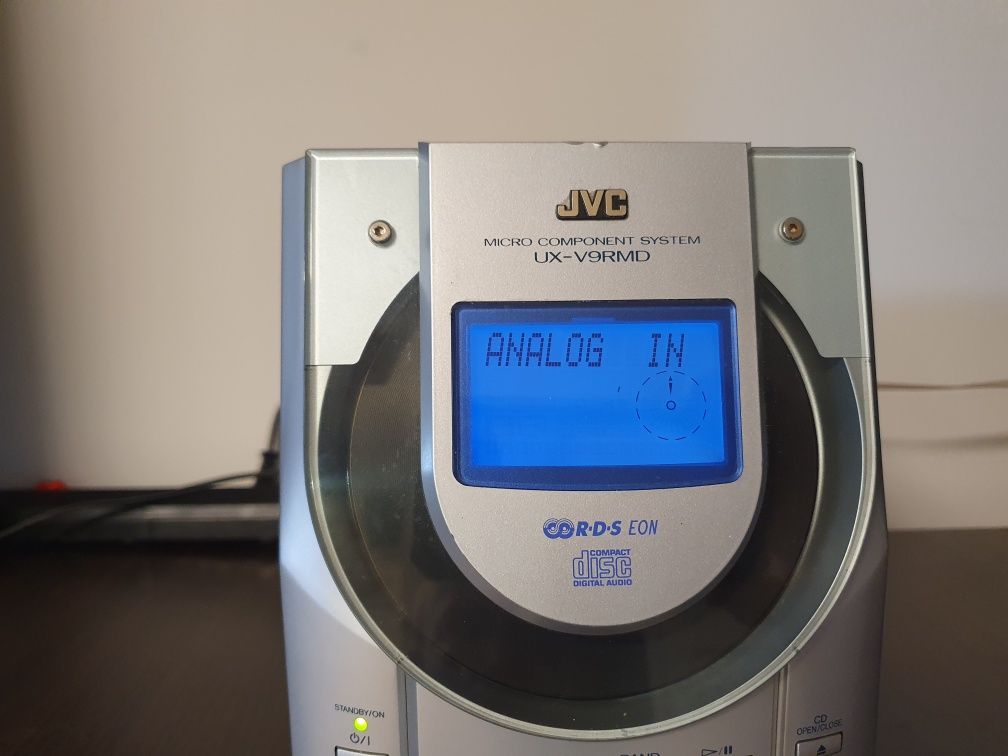 JVC
MICRO COMPONENT SYSTEM
UX-V9RMD
ANALOG IN
R·D·S EON
COMPACT
disc
DIGITAL AUDIO
STANDBY/ON
CD
OPEN/CLOSE